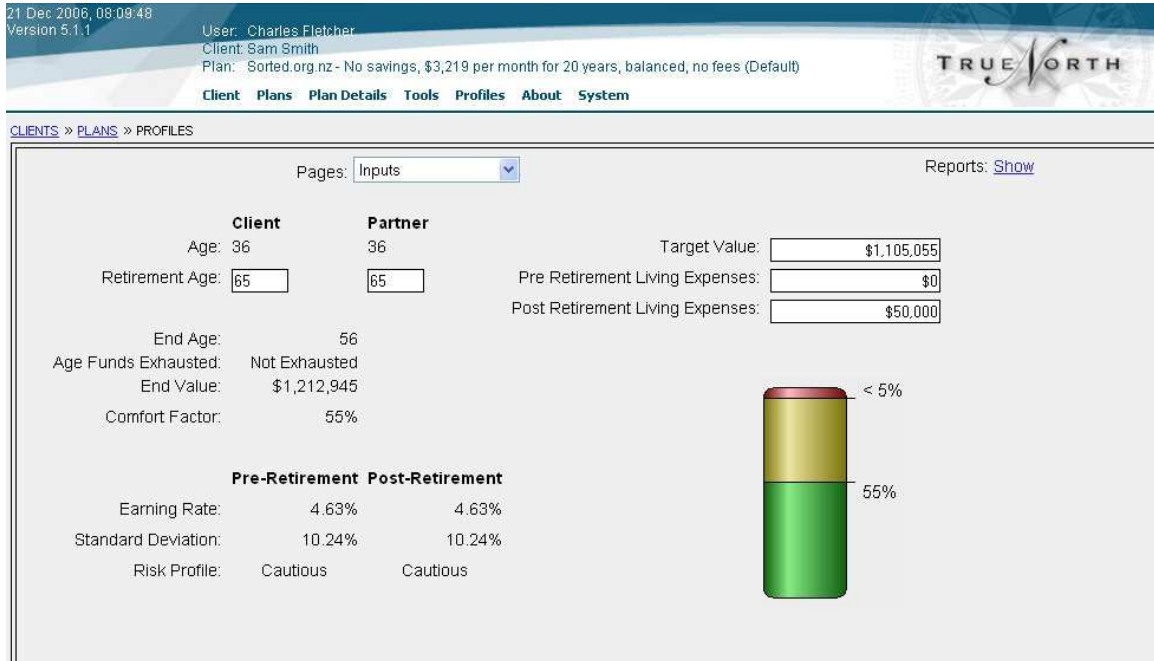 21 Dec 2006, 08:09:48
Version 5.1.1
User: Charles Fletcher
Client: Sam Smith
Plan: Sorted.org.nz - No savings, $3,219 per month for 20 years, balanced, no fees (Default)
TRUE NORTH
Client Plans Plan Details Tools Profiles About System
CLIENTS » PLANS » PROFILES
Pages: Inputs
Reports: Show
Client Partner
Age: 36 36
Retirement Age: 65 65
Target Value: $1,105,055
Pre Retirement Living Expenses: $0
Post Retirement Living Expenses: $50,000
End Age: 56
Age Funds Exhausted: Not Exhausted
End Value: $1,212,945
Comfort Factor: 55%
< 5%
55%
Pre-Retirement Post-Retirement
Earning Rate: 4.63% 4.63%
Standard Deviation: 10.24% 10.24%
Risk Profile: Cautious Cautious